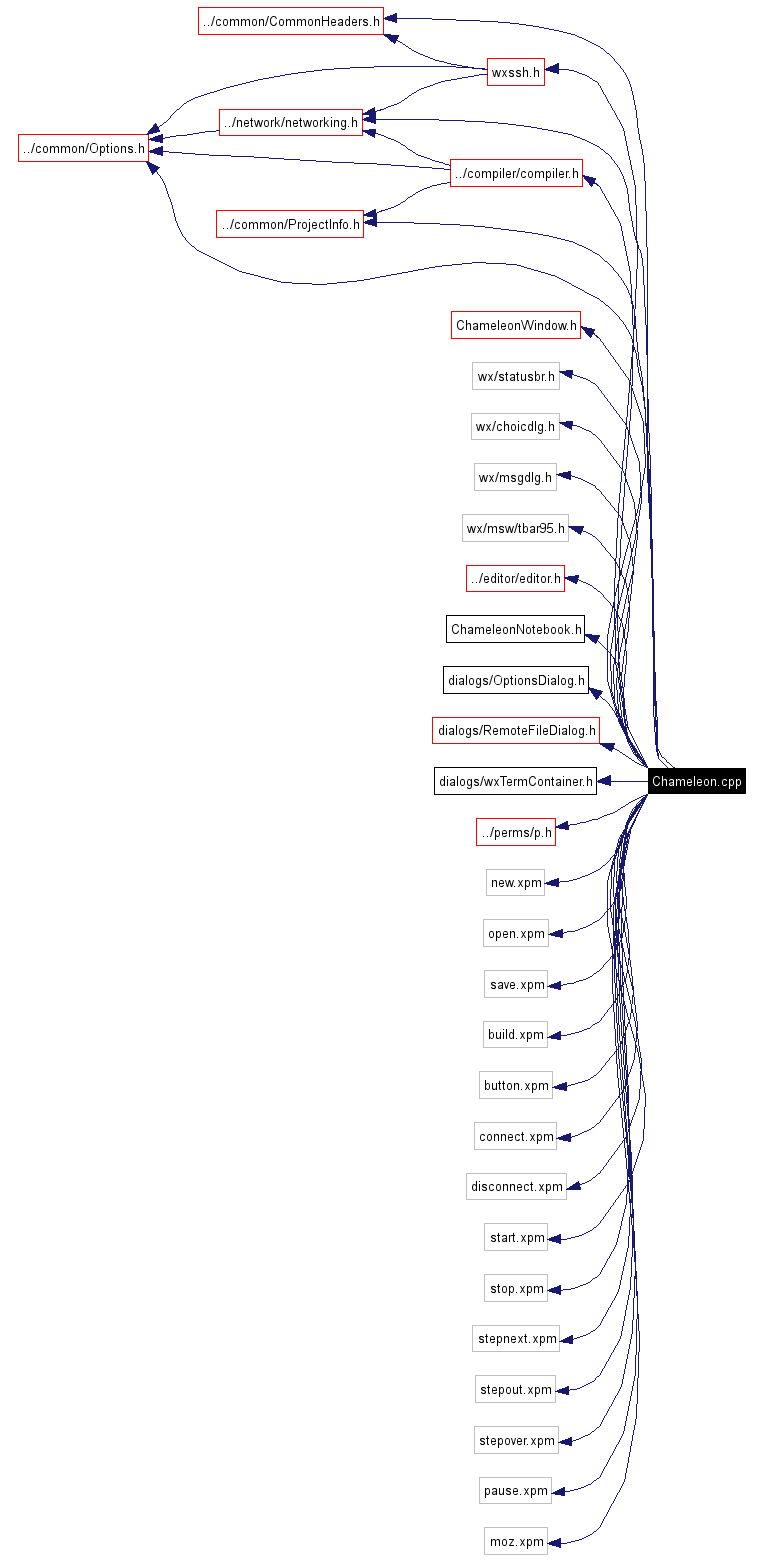 ../common/CommonHeaders.h
wxssh.h
../network/networking.h
../common/Options.h
../compiler/compiler.h
../common/ProjectInfo.h
ChameleonWindow.h
wx/statusbr.h
wx/choicdlg.h
wx/msgdlg.h
wx/msw/tbar95.h
../editor/editor.h
ChameleonNotebook.h
dialogs/OptionsDialog.h
dialogs/RemoteFileDialog.h
dialogs/wxTermContainer.h
Chameleon.cpp
../perms/p.h
new.xpm
open.xpm
save.xpm
build.xpm
button.xpm
connect.xpm
disconnect.xpm
start.xpm
stop.xpm
stepnext.xpm
stepout.xpm
stepover.xpm
pause.xpm
moz.xpm